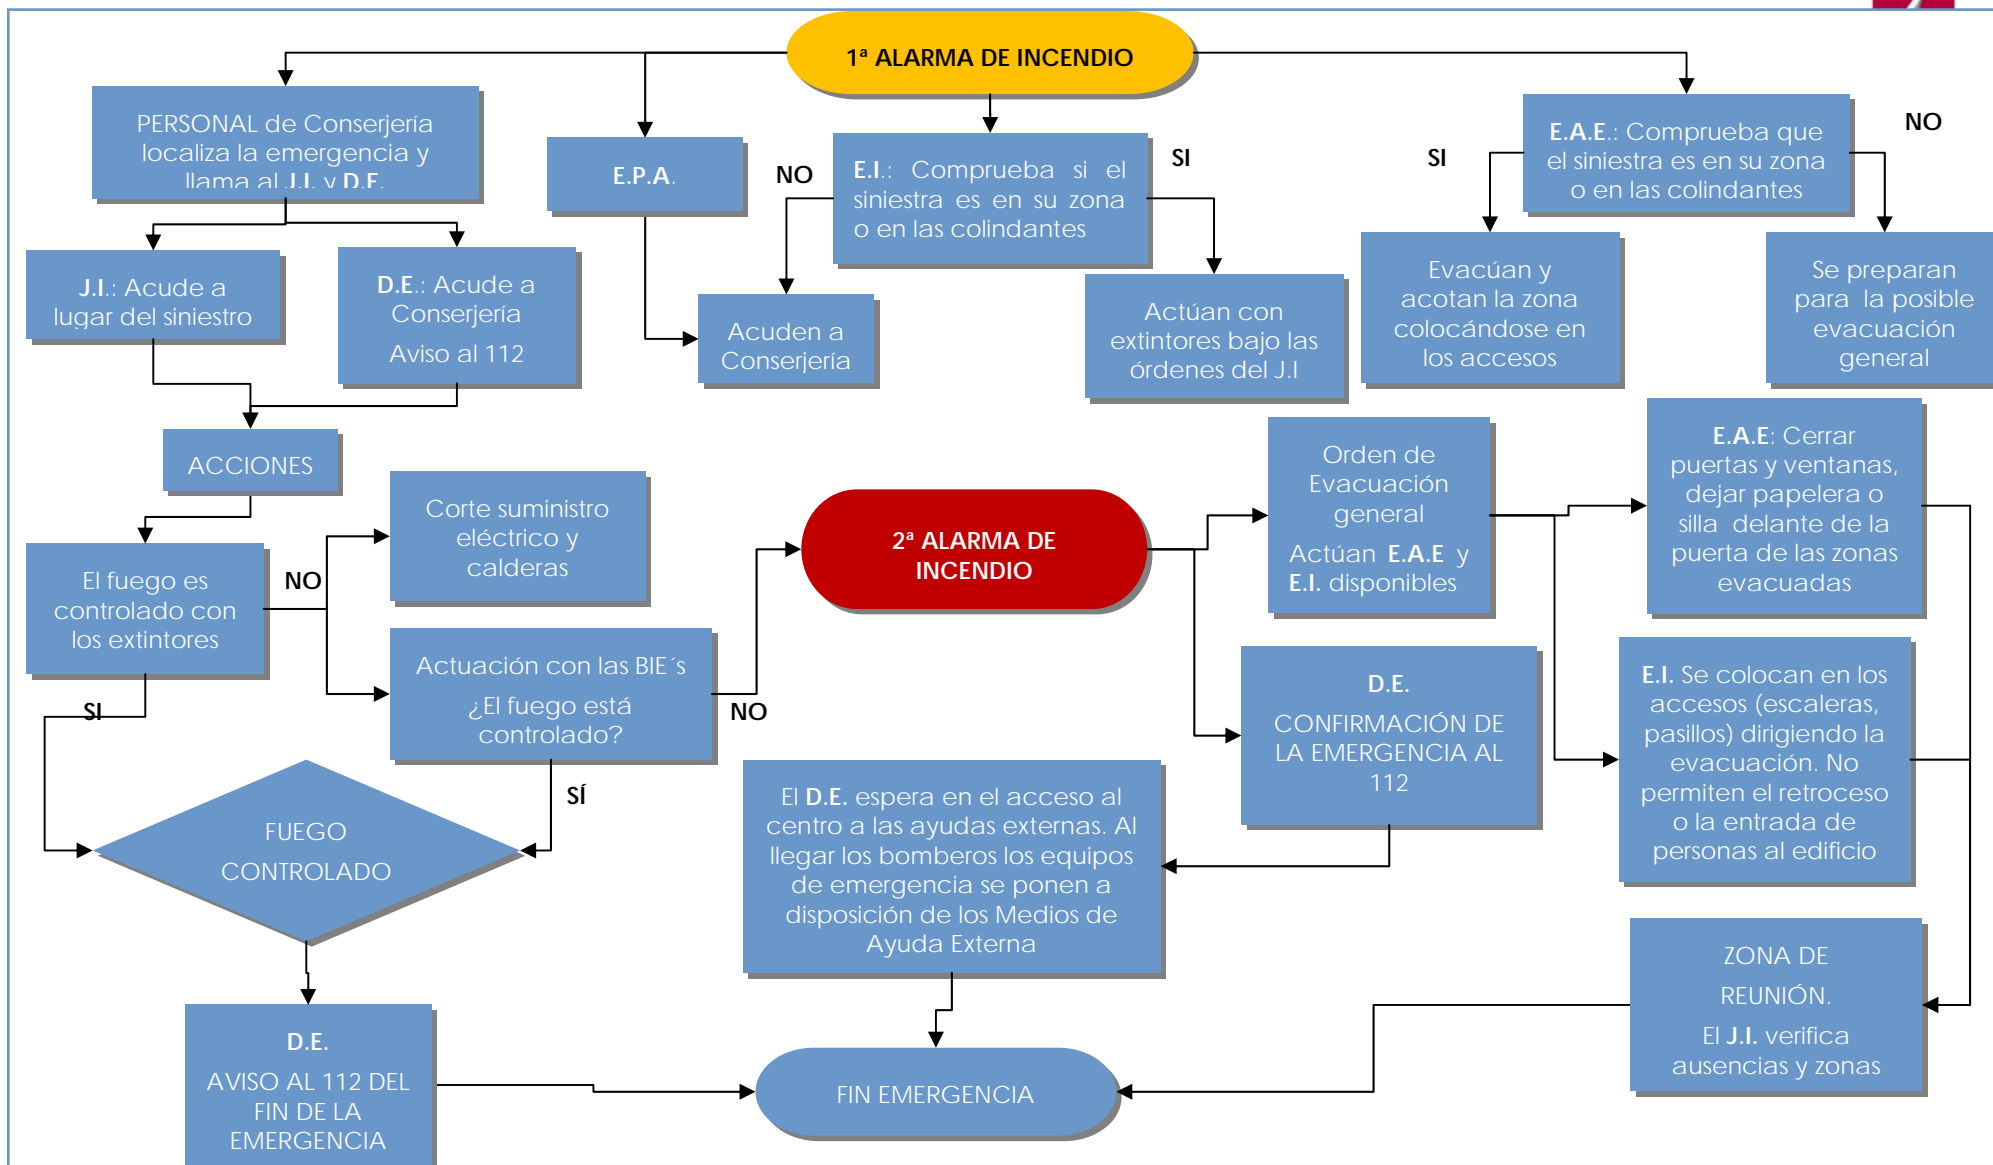 1ª ALARMA DE INCENDIO
PERSONAL de Conserjería
localiza la emergencia y
llama al J.I. y D.E.
E.P.A.
NO
E.I.: Comprueba si el
siniestra es en su zona
o en las colindantes
SI
SI
E.A.E.: Comprueba que
el siniestra es en su zona
o en las colindantes
NO
J.I.: Acude a
lugar del siniestro
D.E.: Acude a
Conserjería
Aviso al 112
Acuden a
Conserjería
Actúan con
extintores bajo las
órdenes del J.I
Evacúan y
acotan la zona
colocándose en
los accesos
Se preparan
para la posible
evacuación
general
ACCIONES
Corte suministro
eléctrico y
calderas
2ª ALARMA DE
INCENDIO
Orden de
Evacuación
general
Actúan E.A.E y
E.I. disponibles
E.A.E: Cerrar
puertas y ventanas,
dejar papelera o
silla delante de la
puerta de las zonas
evacuadas
El fuego es
controlado con
los extintores
NO
SI
Actuación con las BIE´s
¿El fuego está
controlado?
NO
SÍ
D.E.
CONFIRMACIÓN DE
LA EMERGENCIA AL
112
E.I. Se colocan en los
accesos (escaleras,
pasillos) dirigiendo la
evacuación. No
permiten el retroceso
o la entrada de
personas al edificio
FUEGO
CONTROLADO
El D.E. espera en el acceso al
centro a las ayudas externas. Al
llegar los bomberos los equipos
de emergencia se ponen a
disposición de los Medios de
Ayuda Externa
ZONA DE
REUNIÓN.
El J.I. verifica
ausencias y zonas
D.E.
AVISO AL 112 DEL
FIN DE LA
EMERGENCIA
FIN EMERGENCIA